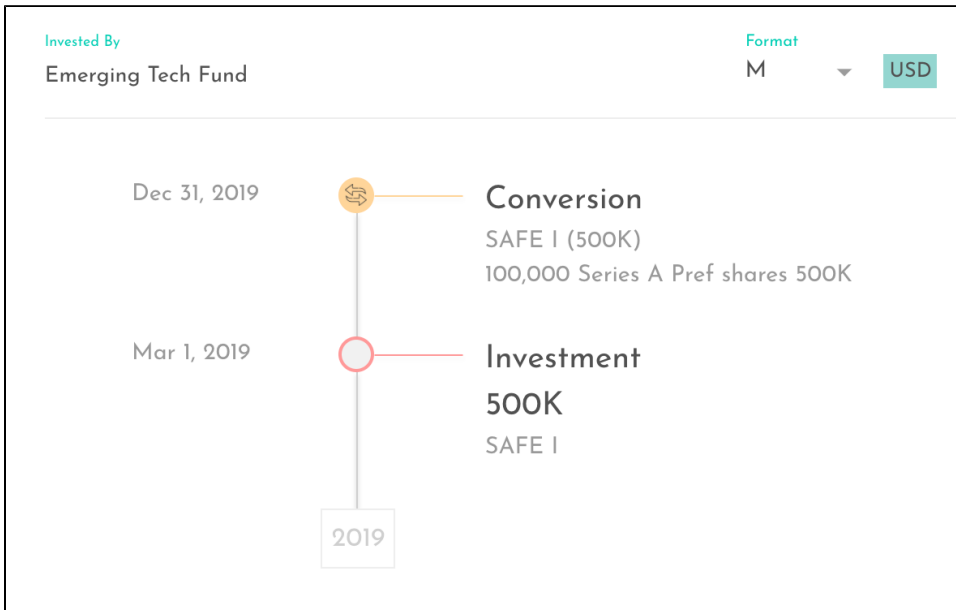 Invested By
Format
Emerging Tech Fund
M
USD
Dec 31, 2019
Conversion
SAFE I (500K)
100,000 Series A Pref shares 500K
Mar 1, 2019
Investment
500K
SAFE I
2019